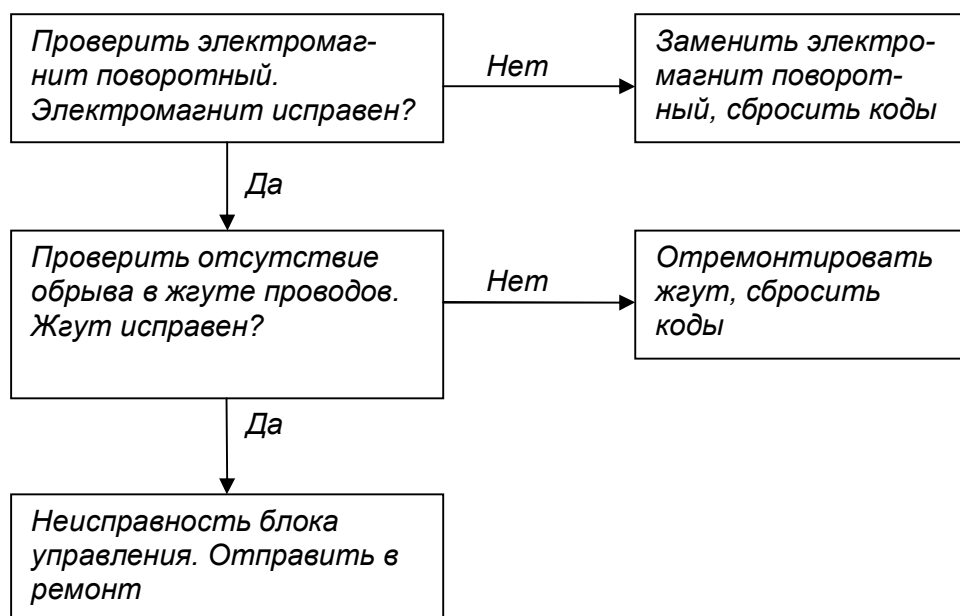 Проверить электромаг-
нит поворотный.
Электромагнит исправен?
Нет
Заменить электро-
магнит поворот-
ный, сбросить коды
Да
Проверить отсутствие
обрыва в жгуте проводов.
Жгут исправен?
Нет
Отремонтировать
жгут, сбросить
коды
Да
Неисправность блока
управления. Отправить в
ремонт